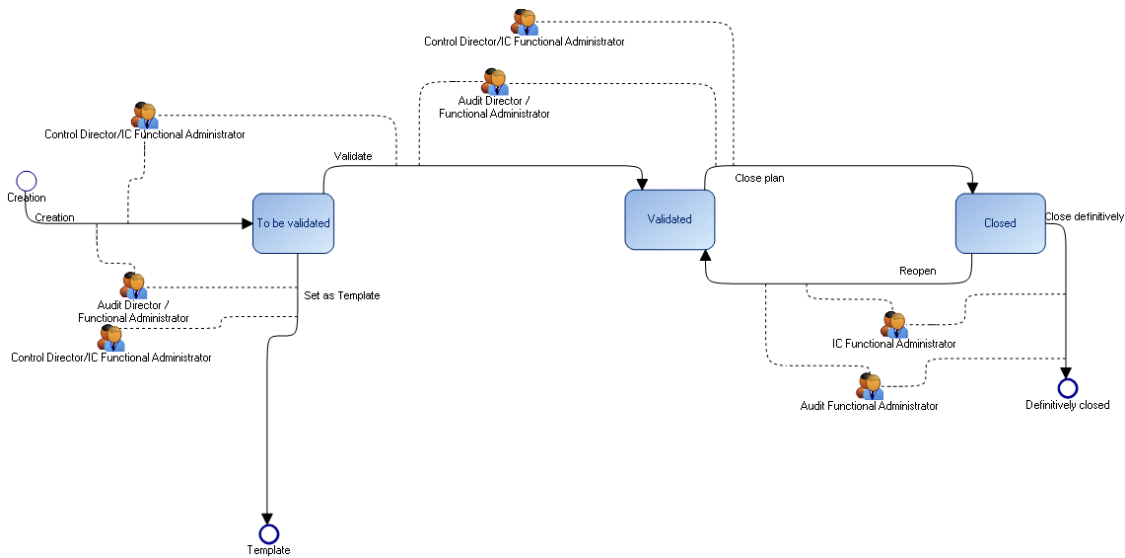 Control Director/IC Functional Administrator
Audit Director /
Functional Administrator
Control Director/IC Functional Administrator
Validate
Close plan
Creation
Creation
To be validated
Validated
Closed
Close definitively
Reopen
Set as Template
Audit Director /
Functional Administrator
Control Director/IC Functional Administrator
IC Functional Administrator
Audit Functional Administrator
Definitively closed
Template